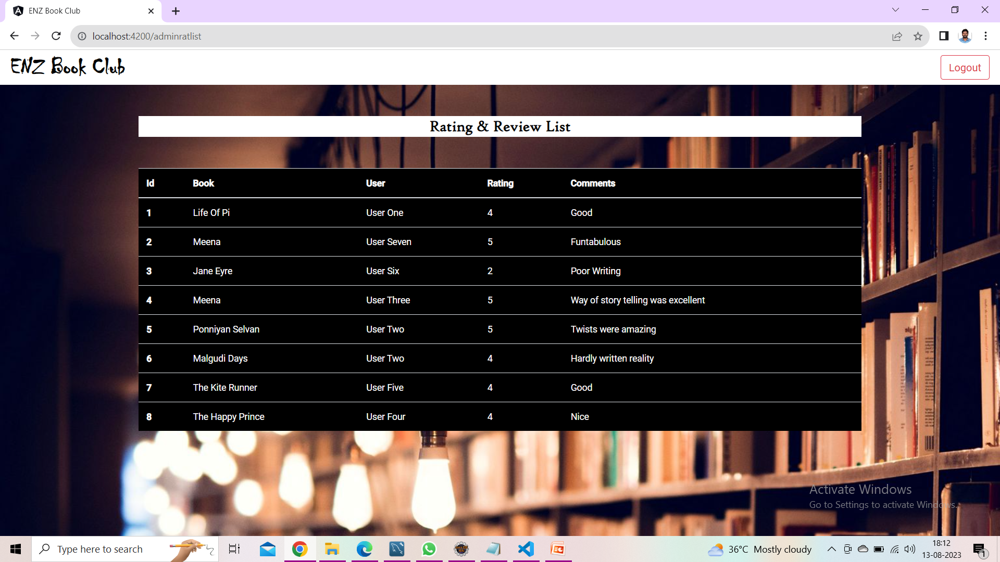 ENZ Book Club
localhost:4200/adminratlist
ENZ Book Club
Logout
Rating & Review List
Id Book User Rating Comments
1 Life Of Pi User One 4 Good
2 Meena User Seven 5 Funtabulous
3 Jane Eyre User Six 2 Poor Writing
4 Meena User Three 5 Way of story telling was excellent
5 Ponniyan Selvan User Two 5 Twists were amazing
6 Malgudi Days User Two 4 Hardly written reality
7 The Kite Runner User Five 4 Good
8 The Happy Prince User Four 4 Nice
Activate Windows
Go to Settings to activate Windows.
Type here to search
36°C Mostly cloudy
18:12
13-08-2023
1